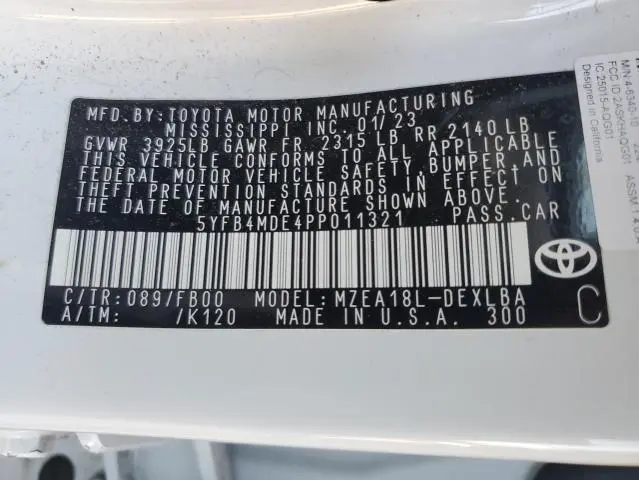 MFD. BY: TOYOTA MOTOR MANUFACTURING
MISSISSIPPI INC. 01/23
GVWR 3925LB GAWR FR. 2315 LB RR 2140 LB
THIS VEHICLE CONFORMS TO ALL APPLICABLE
FEDERAL MOTOR VEHICLE SAFETY, BUMPER, AND
THEFT PREVENTION STANDARDS IN EFFECT ON
THE DATE OF MANUFACTURE SHOWN ABOVE.
5YFB4MDE4PP011321 PASS. CAR
C/TR: 089/FB00 MODEL: MZEA18L-DEXLBA
A/TM: /K120 MADE IN U.S.A. 300
TOYOTA
C
Designed in California